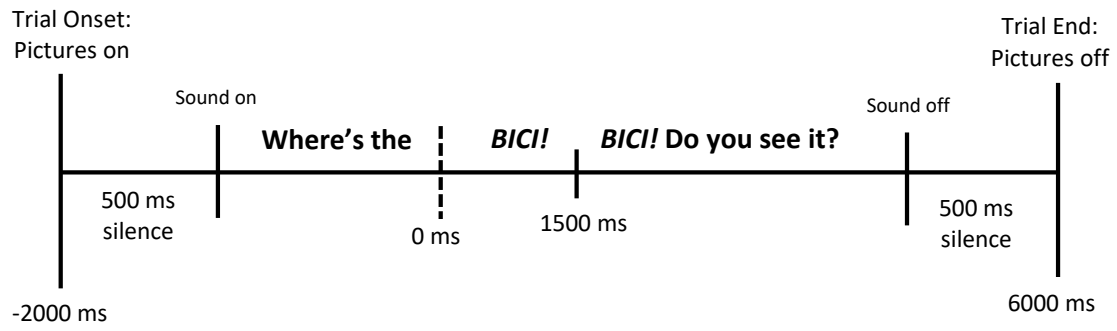 Trial Onset:
Pictures on
Trial End:
Pictures off
Sound on
Sound off
Where's the BICI! BICI! Do you see it?
500 ms
silence
0 ms
1500 ms
500 ms
silence
-2000 ms
6000 ms